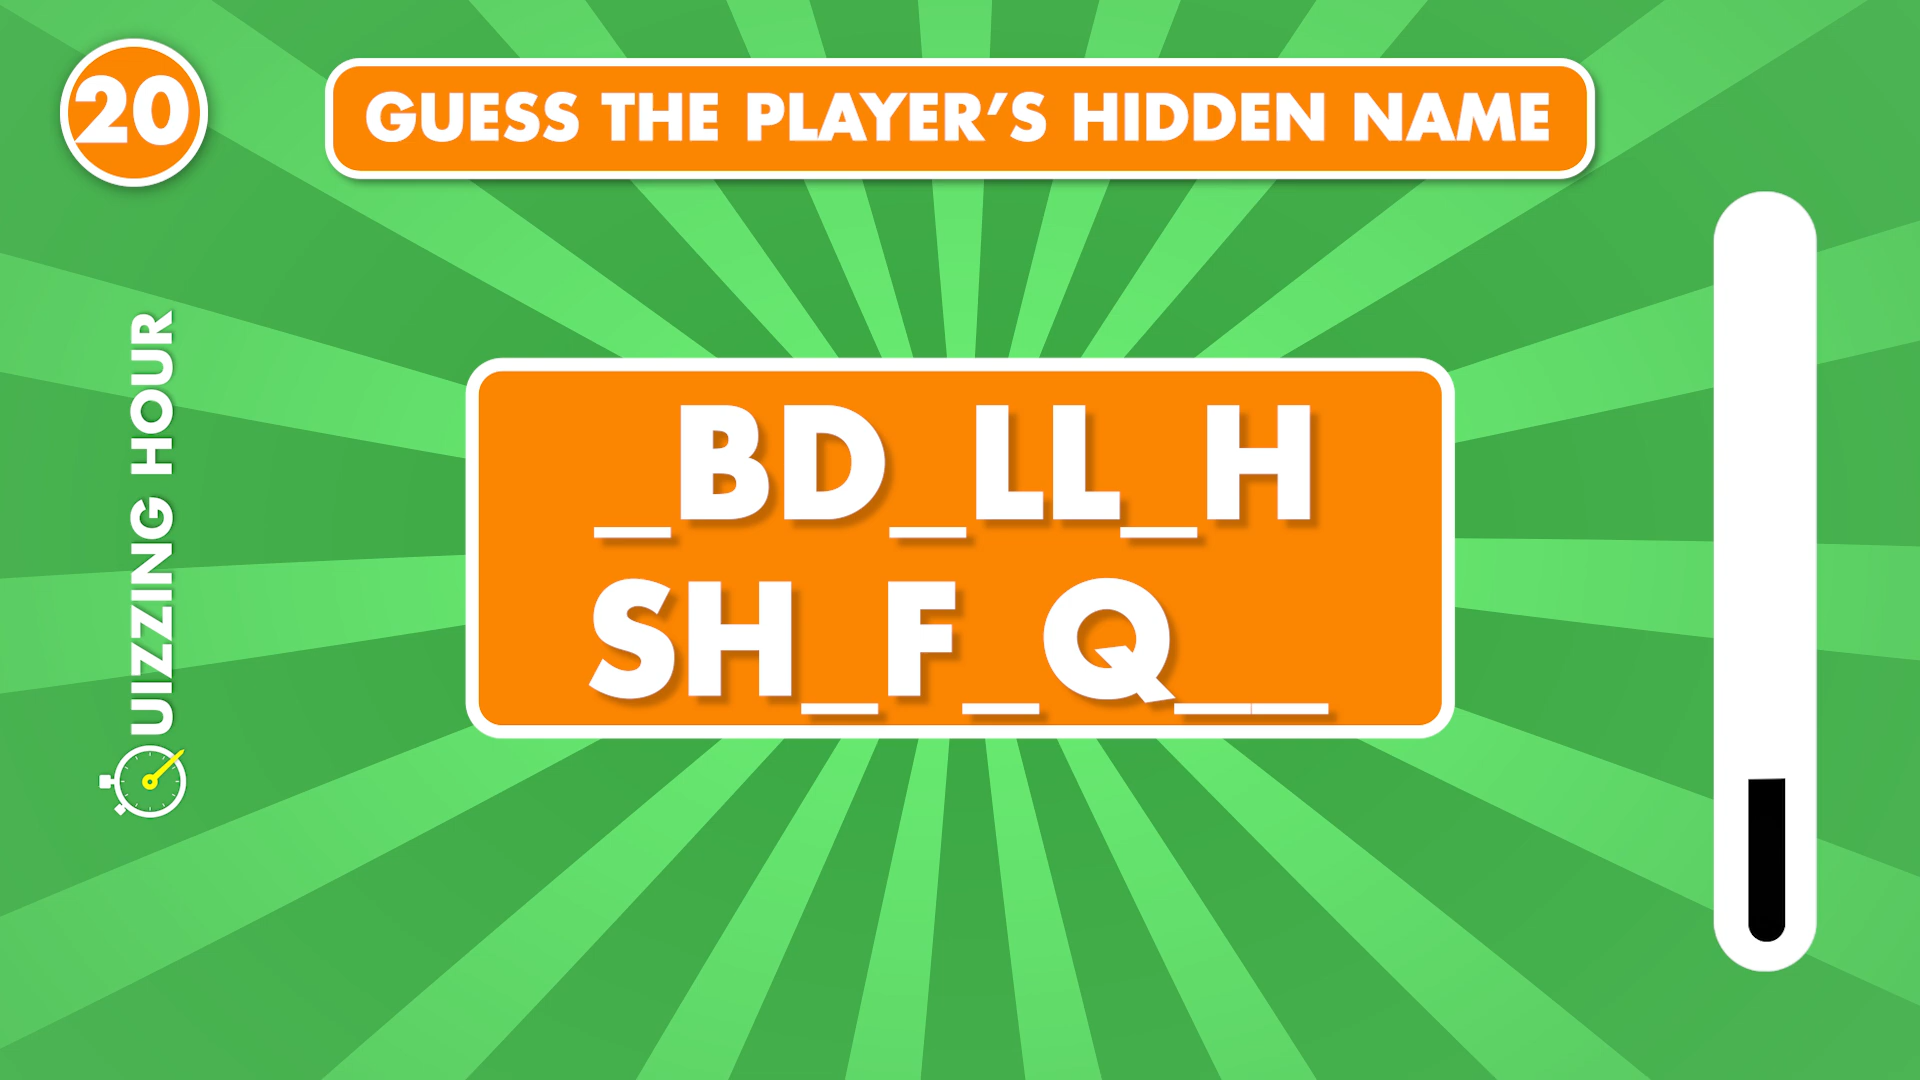 20
GUESS THE PLAYER'S HIDDEN NAME
QUIZZING HOUR
_BD_LL_H
SH_F_Q__